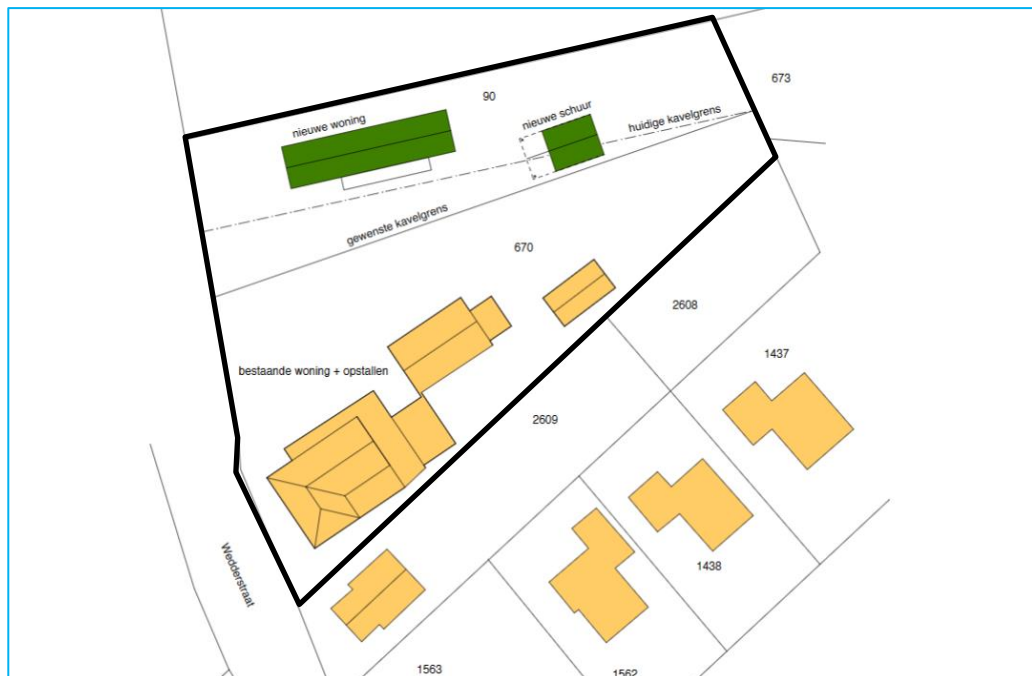 90
673
nieuwe woning
nieuwe schuur
huidige kavelgrens
gewenste kavelgrens
670
2608
1437
bestaande woning + opstallen
2609
1438
Wedderstraat
1563
1562